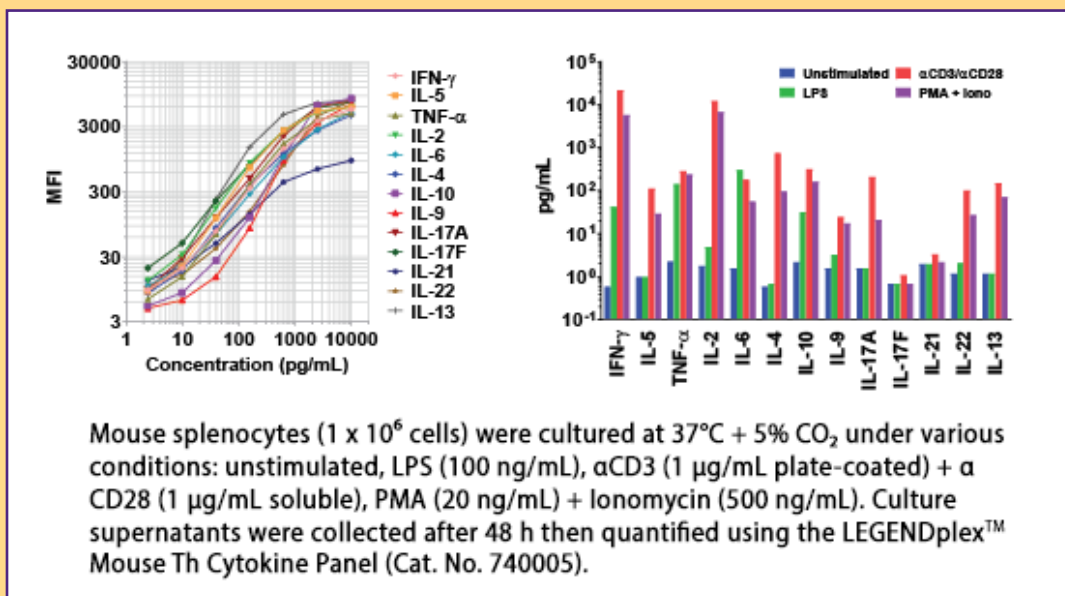 30000
3000
300
30
3
MFI
1 10 100 1000 10000
Concentration (pg/mL)
IFN-γ
IL-5
TNF-α
IL-2
IL-6
IL-4
IL-10
IL-9
IL-17A
IL-17F
IL-21
IL-22
IL-13
10⁵
10⁴
10³
10²
10¹
10⁰
10⁻¹
pg/mL
Unstimulated αCD3/αCD28
LPS PMA + Iono
IFN-γ
IL-5
TNF-α
IL-2
IL-6
IL-4
IL-10
IL-9
IL-17A
IL-17F
IL-21
IL-22
IL-13
Mouse splenocytes (1 x 10⁶ cells) were cultured at 37°C + 5% CO₂ under various
conditions: unstimulated, LPS (100 ng/mL), αCD3 (1 µg/mL plate-coated) + α
CD28 (1 µg/mL soluble), PMA (20 ng/mL) + Ionomycin (500 ng/mL). Culture
supernatants were collected after 48 h then quantified using the LEGENDplex™
Mouse Th Cytokine Panel (Cat. No. 740005).